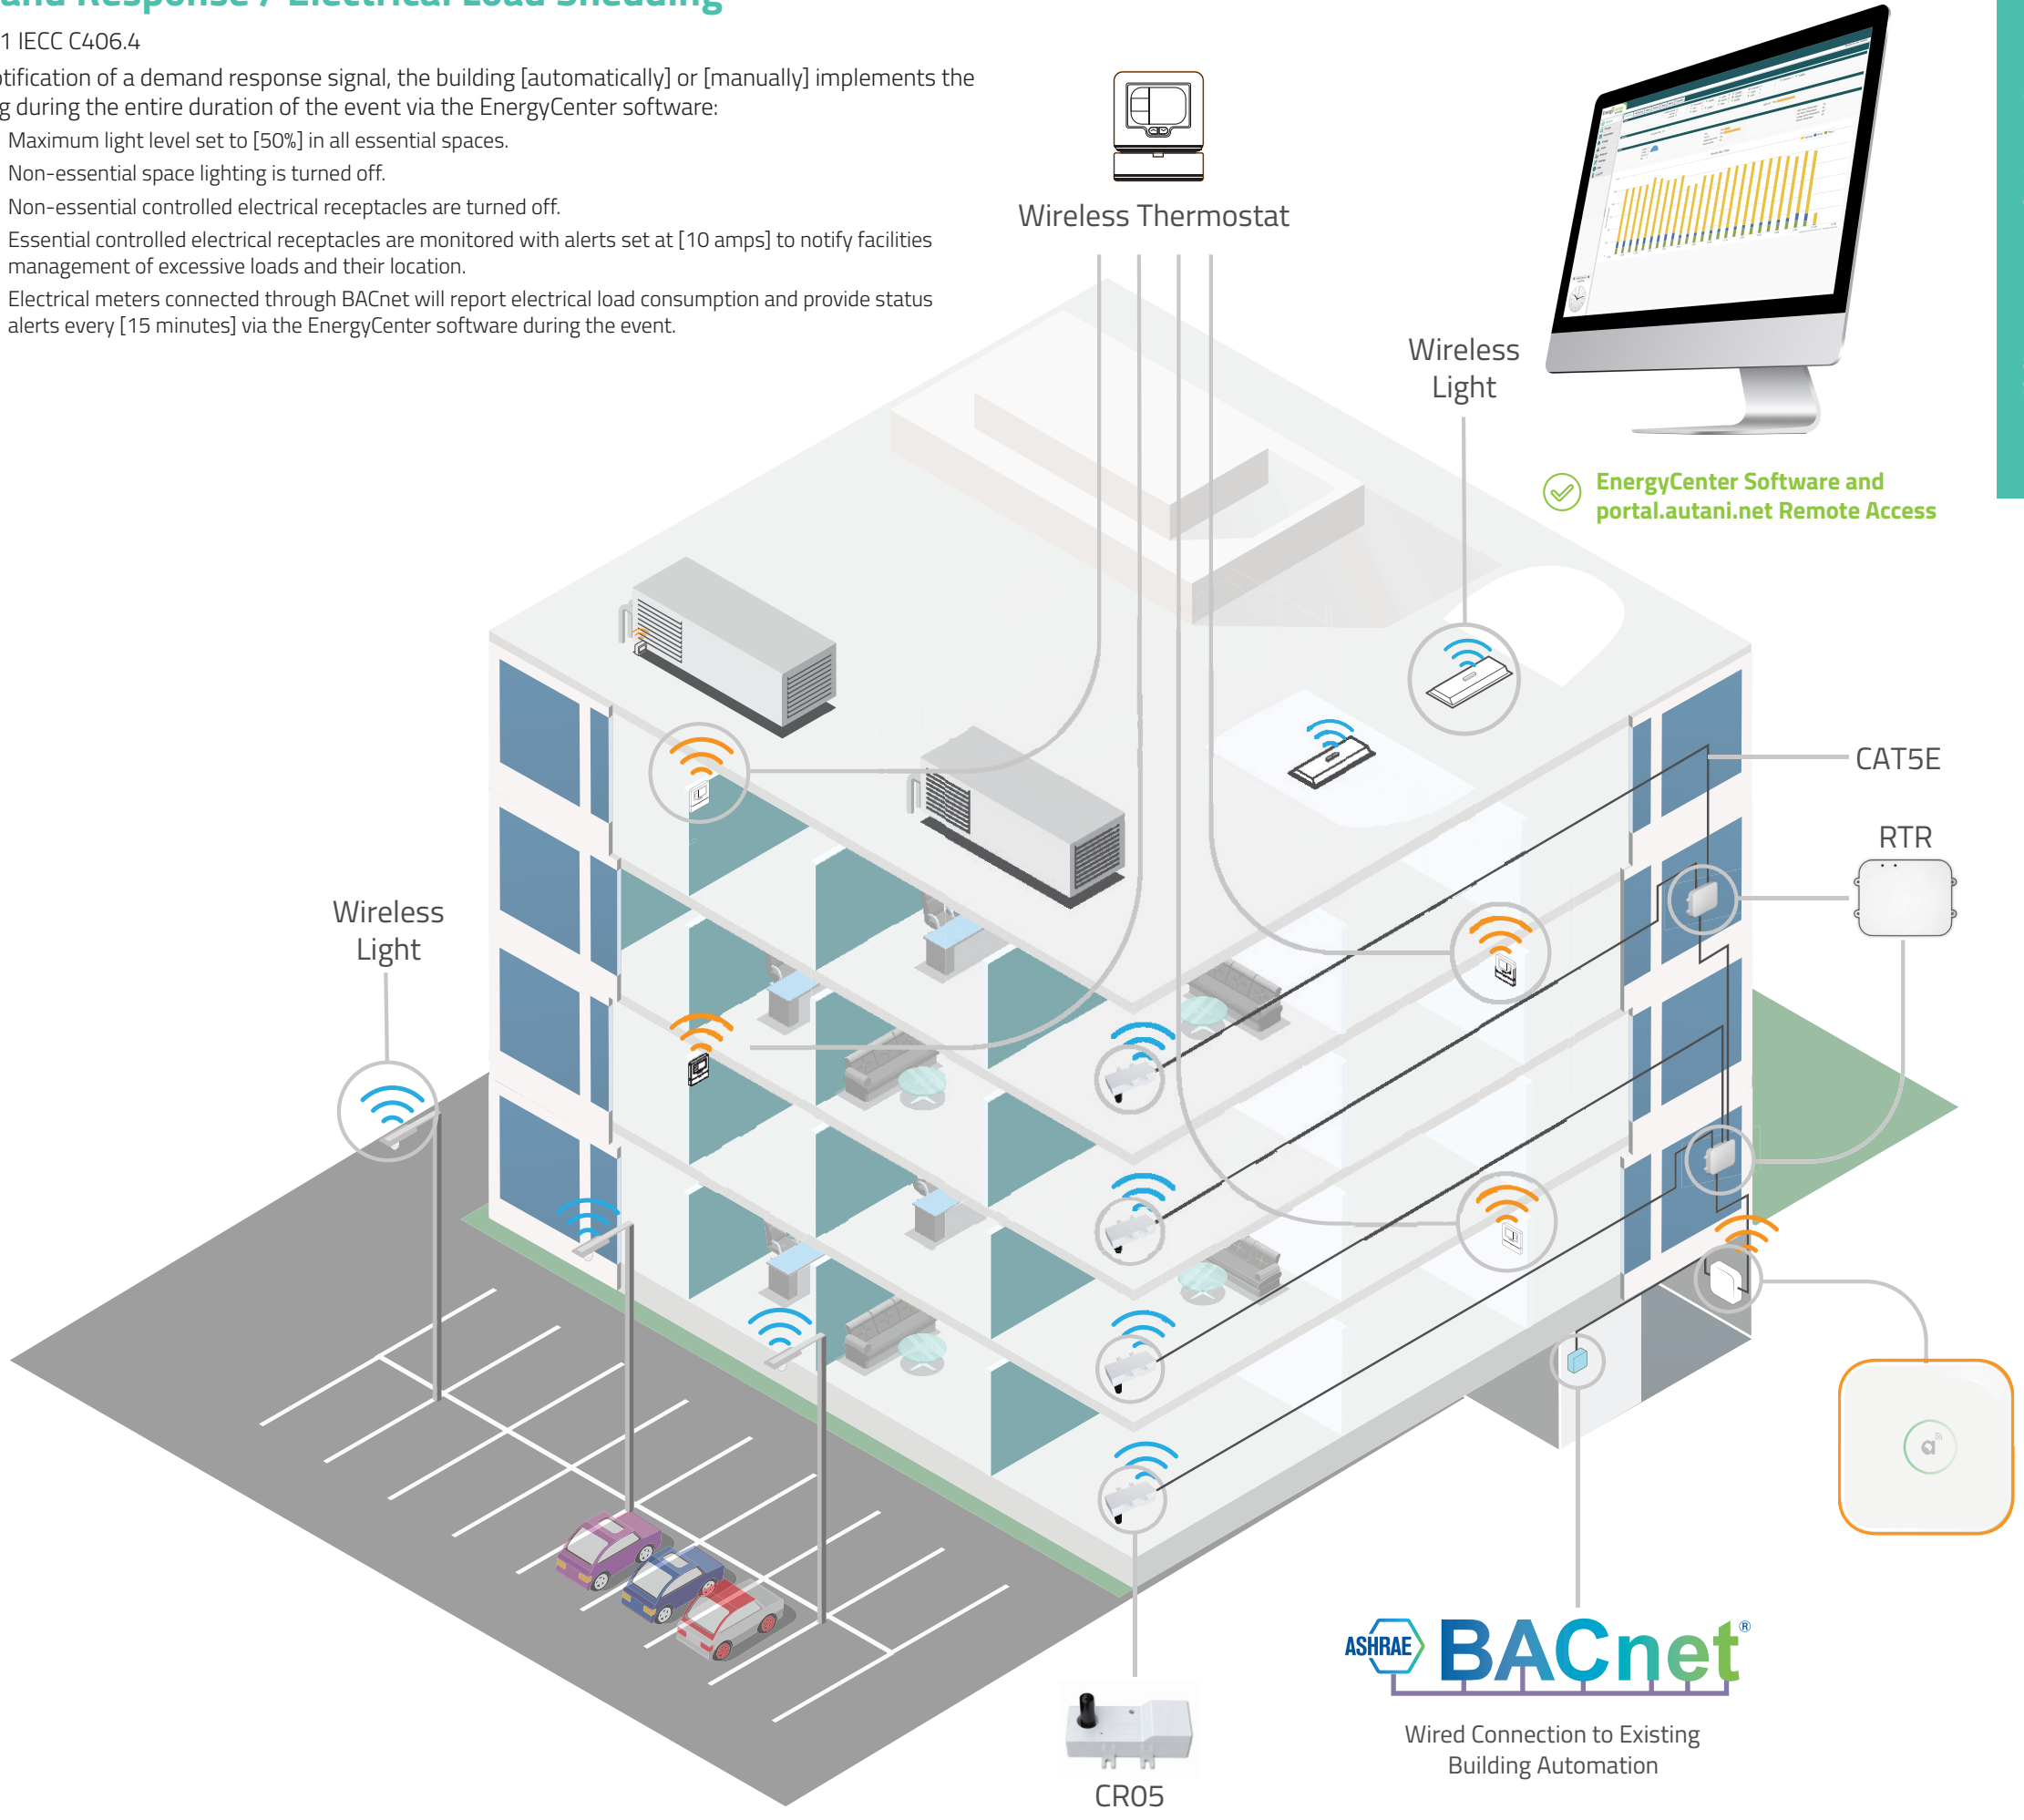 and Response / Electrical Load Shedding
1 IECC C406.4
otification of a demand response signal, the building [automatically] or [manually] implements the
g during the entire duration of the event via the EnergyCenter software:
Maximum light level set to [50%] in all essential spaces.
Non-essential space lighting is turned off.
Non-essential controlled electrical receptacles are turned off.
Essential controlled electrical receptacles are monitored with alerts set at [10 amps] to notify facilities
management of excessive loads and their location.
Electrical meters connected through BACnet will report electrical load consumption and provide status
alerts every [15 minutes] via the EnergyCenter software during the event.
Wireless Thermostat
Wireless
Light
EnergyCenter Software and
portal.autani.net Remote Access
CAT5E
RTR
Wireless
Light
a
ASHRAE BACnet®
Wired Connection to Existing
Building Automation
CR05